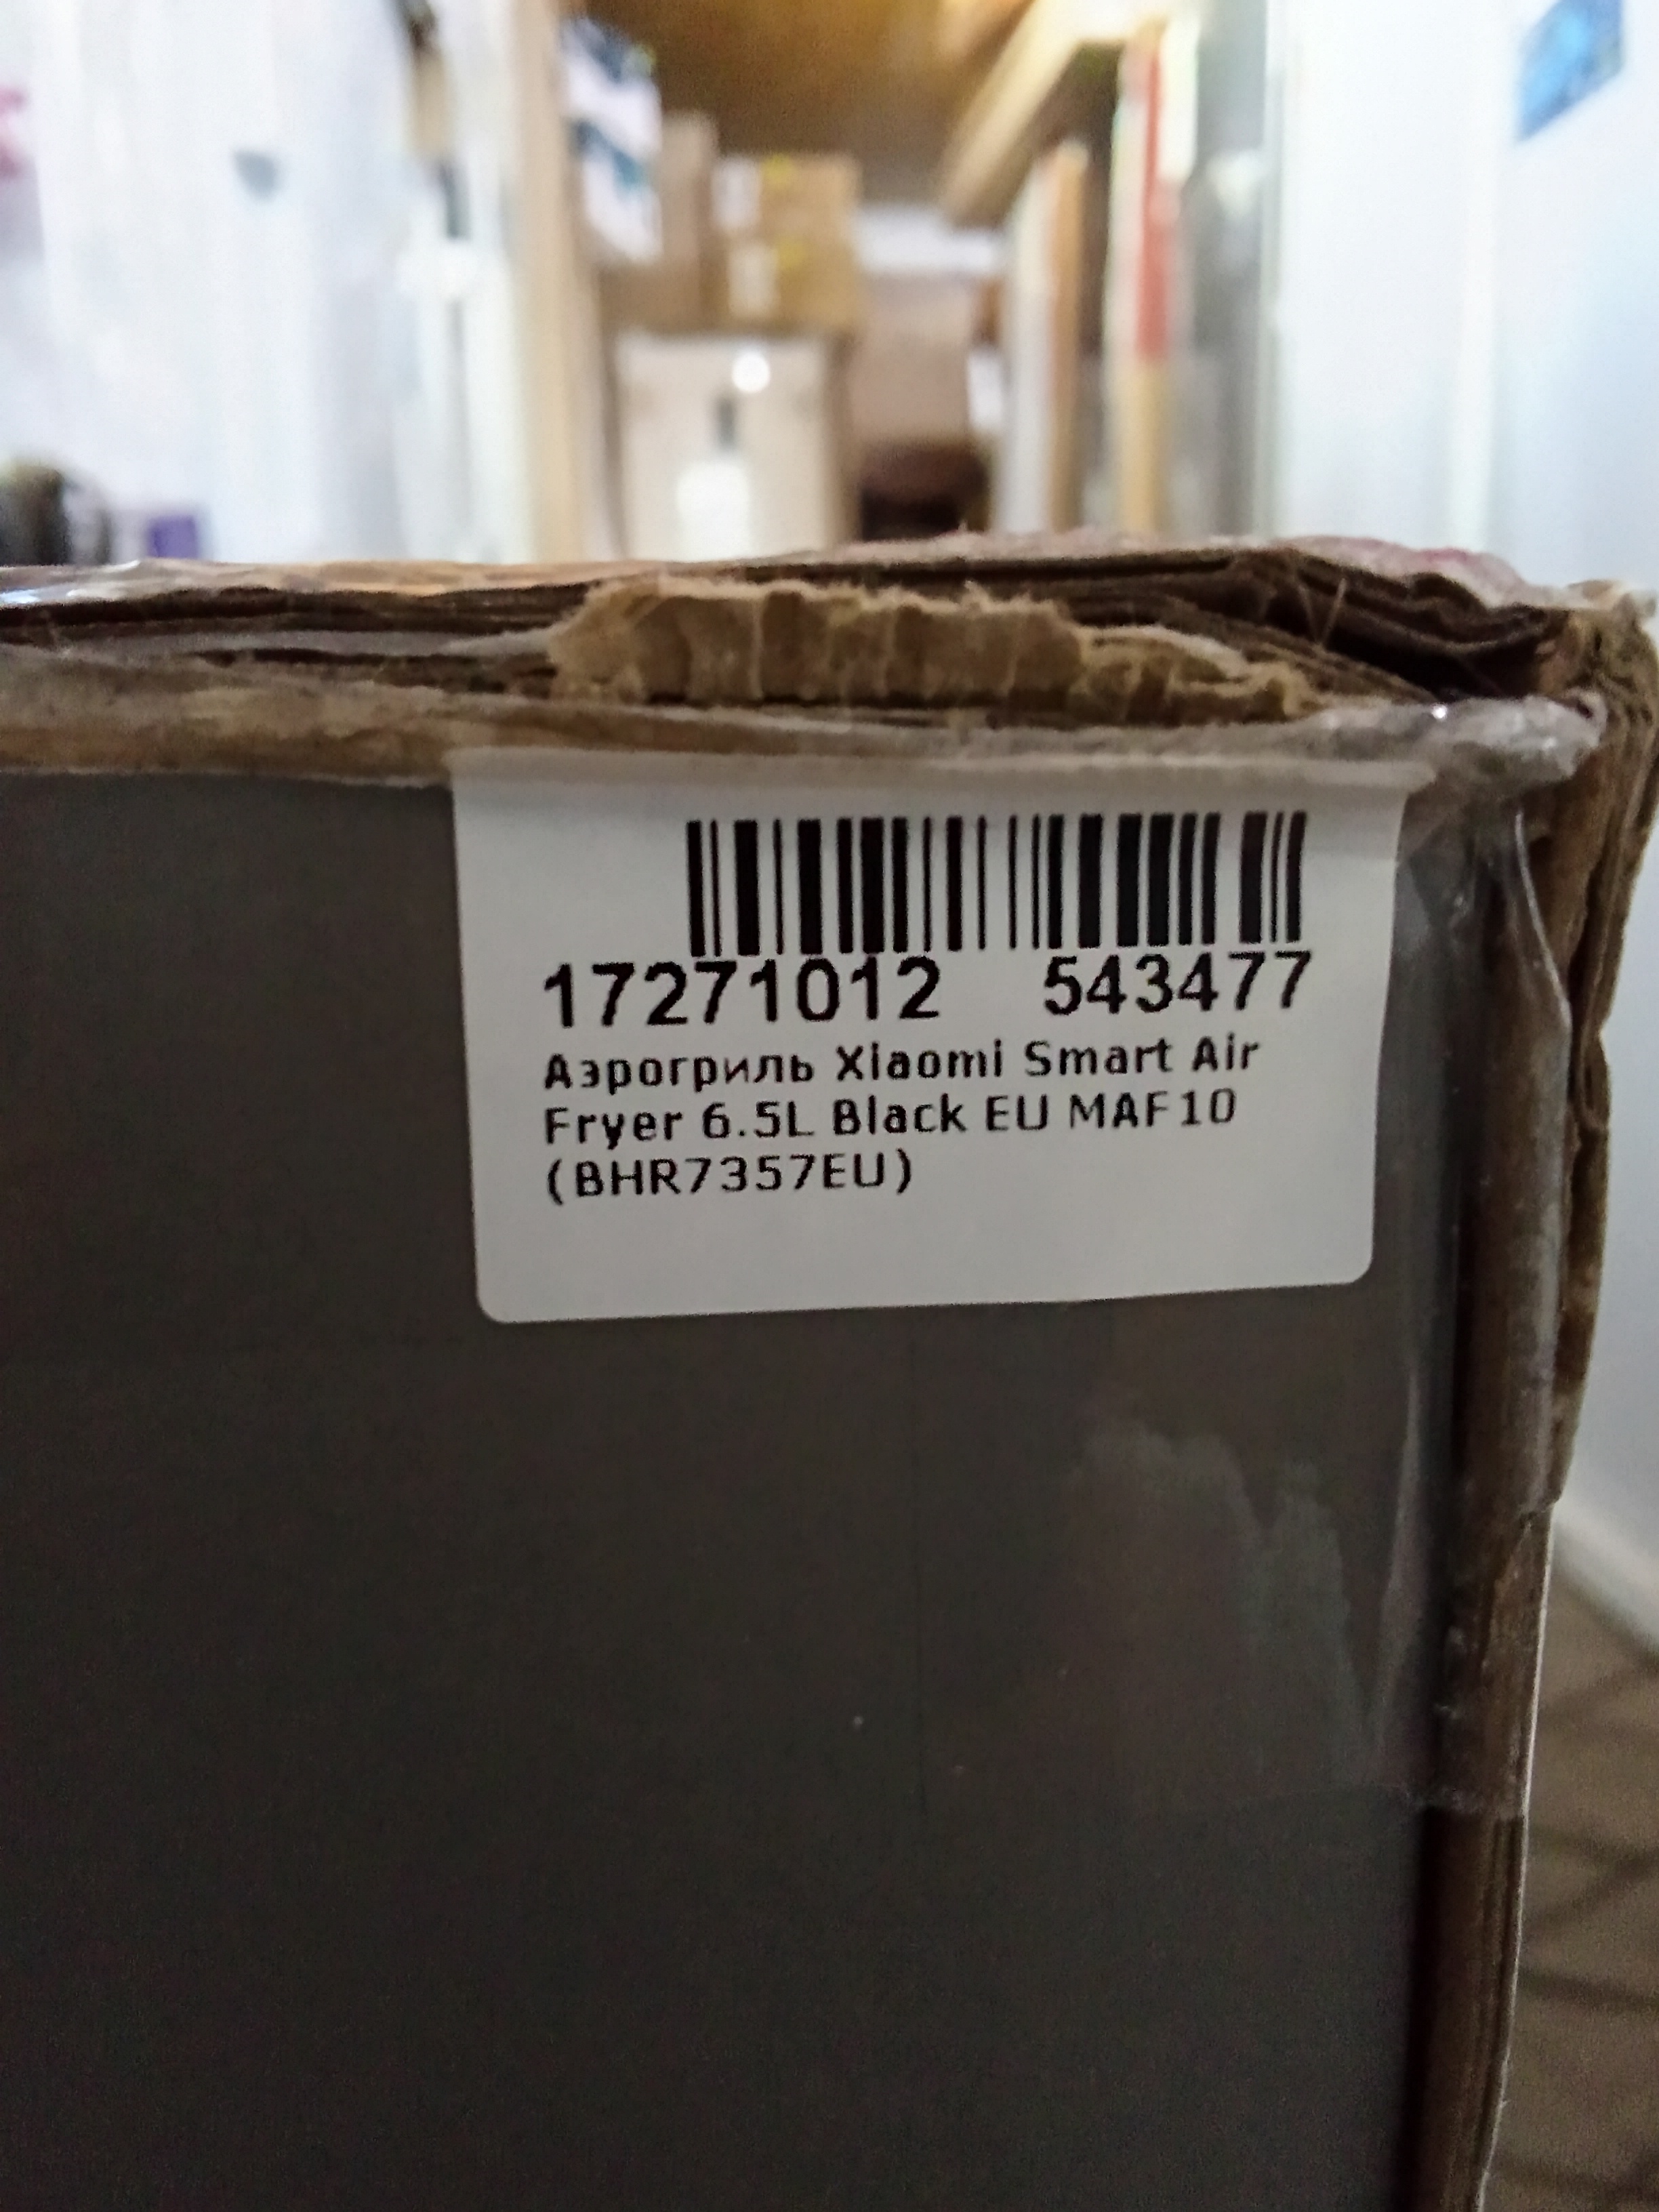 17271012 543477
Аэрогриль Xiaomi Smart Air
Fryer 6.5L Black EU MAF10
(BHR7357EU)